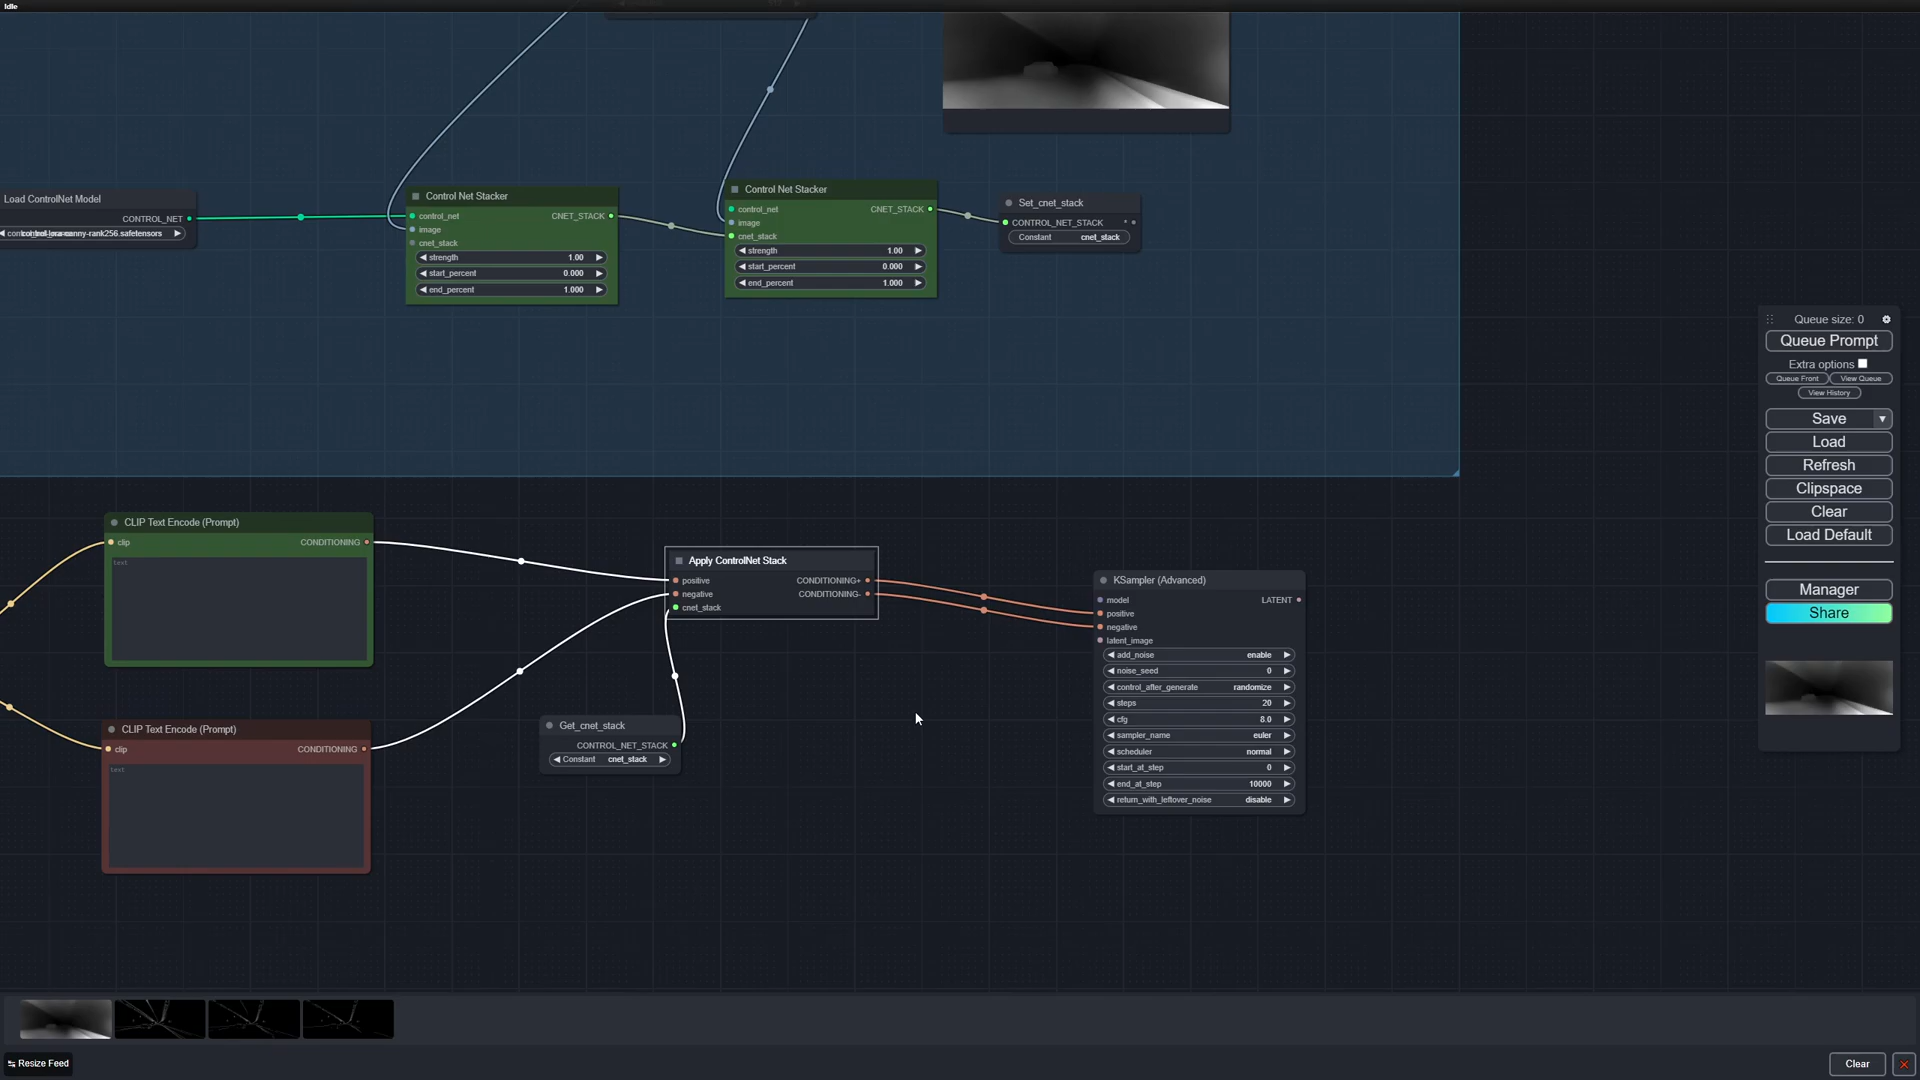 Idle
Load ControlNet Model
CONTROL_NET
Control Net Stacker
control_net CNET_STACK
image
cnet_stack
strength 1.00
start_percent 0.000
end_percent 1.000
Control Net Stacker
control_net CNET_STACK
image
cnet_stack
strength 1.00
start_percent 0.000
end_percent 1.000
Set_cnet_stack
CONTROL_NET_STACK *
Constant cnet_stack
Queue size: 0
Queue Prompt
Extra options
Queue Front View Queue
View History
Save
Load
Refresh
Clipspace
Clear
Load Default
Manager
Share
CLIP Text Encode (Prompt)
clip CONDITIONING
text
CLIP Text Encode (Prompt)
clip CONDITIONING
text
Apply ControlNet Stack
positive CONDITIONING+
negative CONDITIONING-
cnet_stack
Get_cnet_stack
CONTROL_NET_STACK
Constant cnet_stack
KSampler (Advanced)
model LATENT
positive
negative
latent_image
add_noise enable
noise_seed 0
control_after_generate randomize
steps 20
cfg 8.0
sampler_name euler
scheduler normal
start_at_step 0
end_at_step 10000
return_with_leftover_noise disable
Resize Feed
Clear